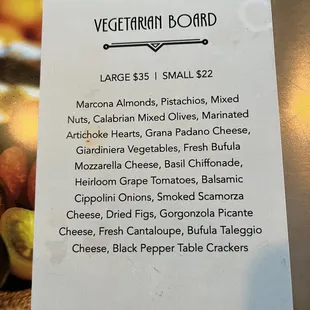 VEGETARIAN BOARD
LARGE $35 | SMALL $22
Marcona Almonds, Pistachios, Mixed
Nuts, Calabrian Mixed Olives, Marinated
Artichoke Hearts, Grana Padano Cheese,
Giardiniera Vegetables, Fresh Bufula
Mozzarella Cheese, Basil Chiffonade,
Heirloom Grape Tomatoes, Balsamic
Cippolini Onions, Smoked Scamorza
Cheese, Dried Figs, Gorgonzola Picante
Cheese, Fresh Cantaloupe, Bufula Taleggio
Cheese, Black Pepper Table Crackers